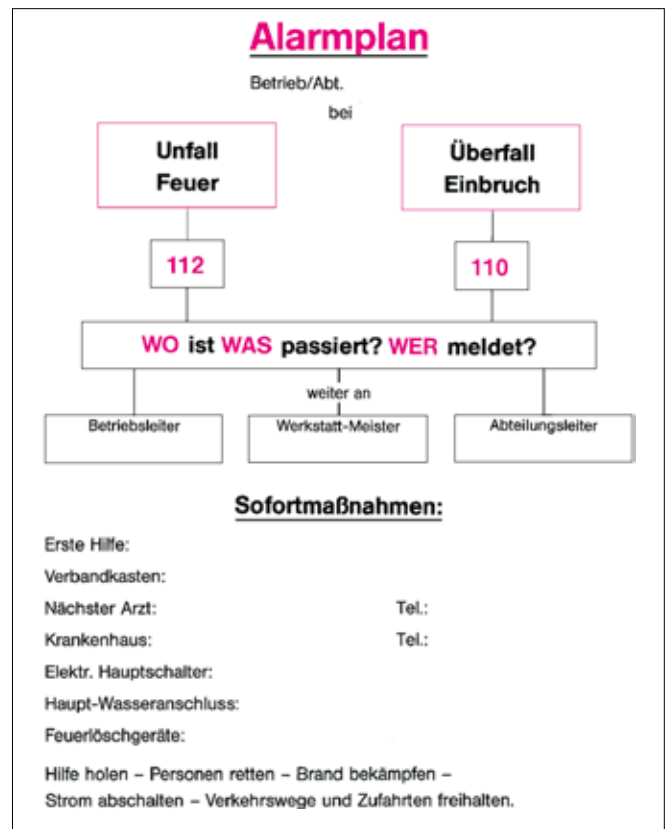 Alarmplan
Betrieb/Abt.
bei
Unfall
Feuer
Überfall
Einbruch
112
110
WO ist WAS passiert? WER meldet?
weiter an
Betriebsleiter
Werkstatt-Meister
Abteilungsleiter
Sofortmaßnahmen:
Erste Hilfe:
Verbandkasten:
Nächster Arzt: Tel.:
Krankenhaus: Tel.:
Elektr. Hauptschalter:
Haupt-Wasseranschluss:
Feuerlöschgeräte:
Hilfe holen – Personen retten – Brand bekämpfen –
Strom abschalten – Verkehrswege und Zufahrten freihalten.